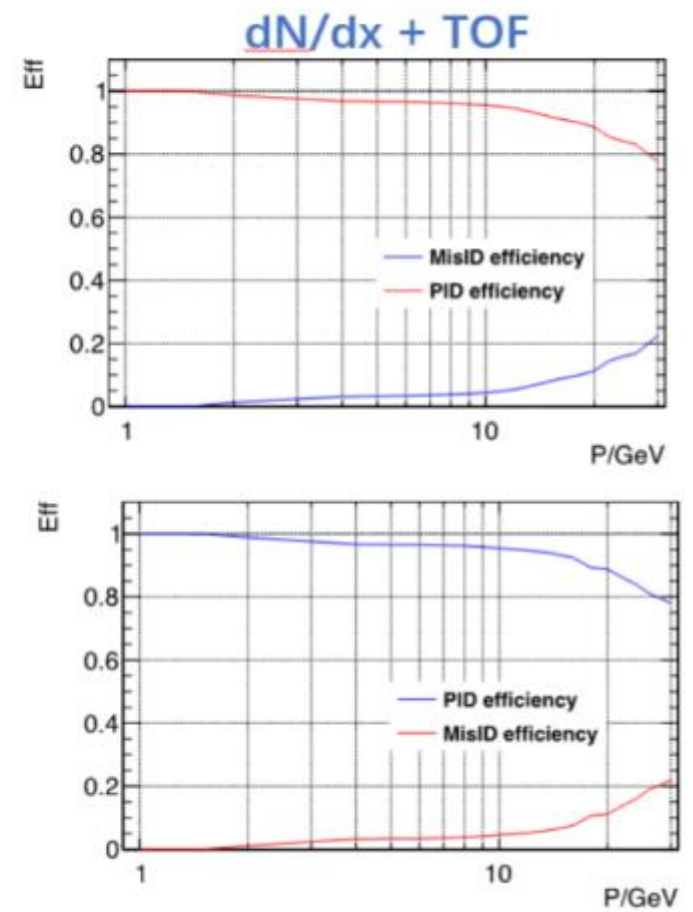 dN/dx + TOF
Eff
1
0.8
0.6
0.4
0.2
0
MisID efficiency
PID efficiency
1 10
P/GeV
Eff
1
0.8
0.6
0.4
0.2
0
PID efficiency
MisID efficiency
1 10
P/GeV